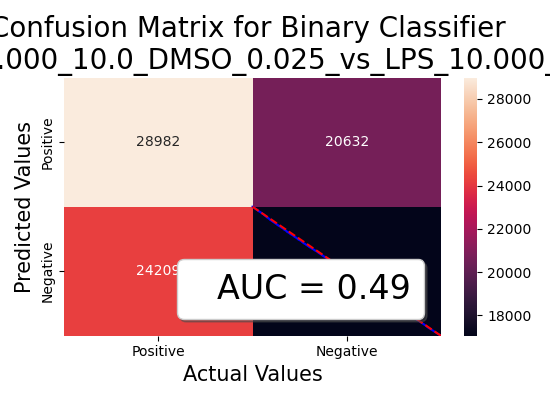 Confusion Matrix for Binary Classifier
.000_10.0_DMSO_0.025_vs_LPS_10.000_
Predicted Values
Positive
Negative
28982
20632
24209
AUC = 0.49
Positive
Negative
Actual Values
28000
26000
24000
22000
20000
18000